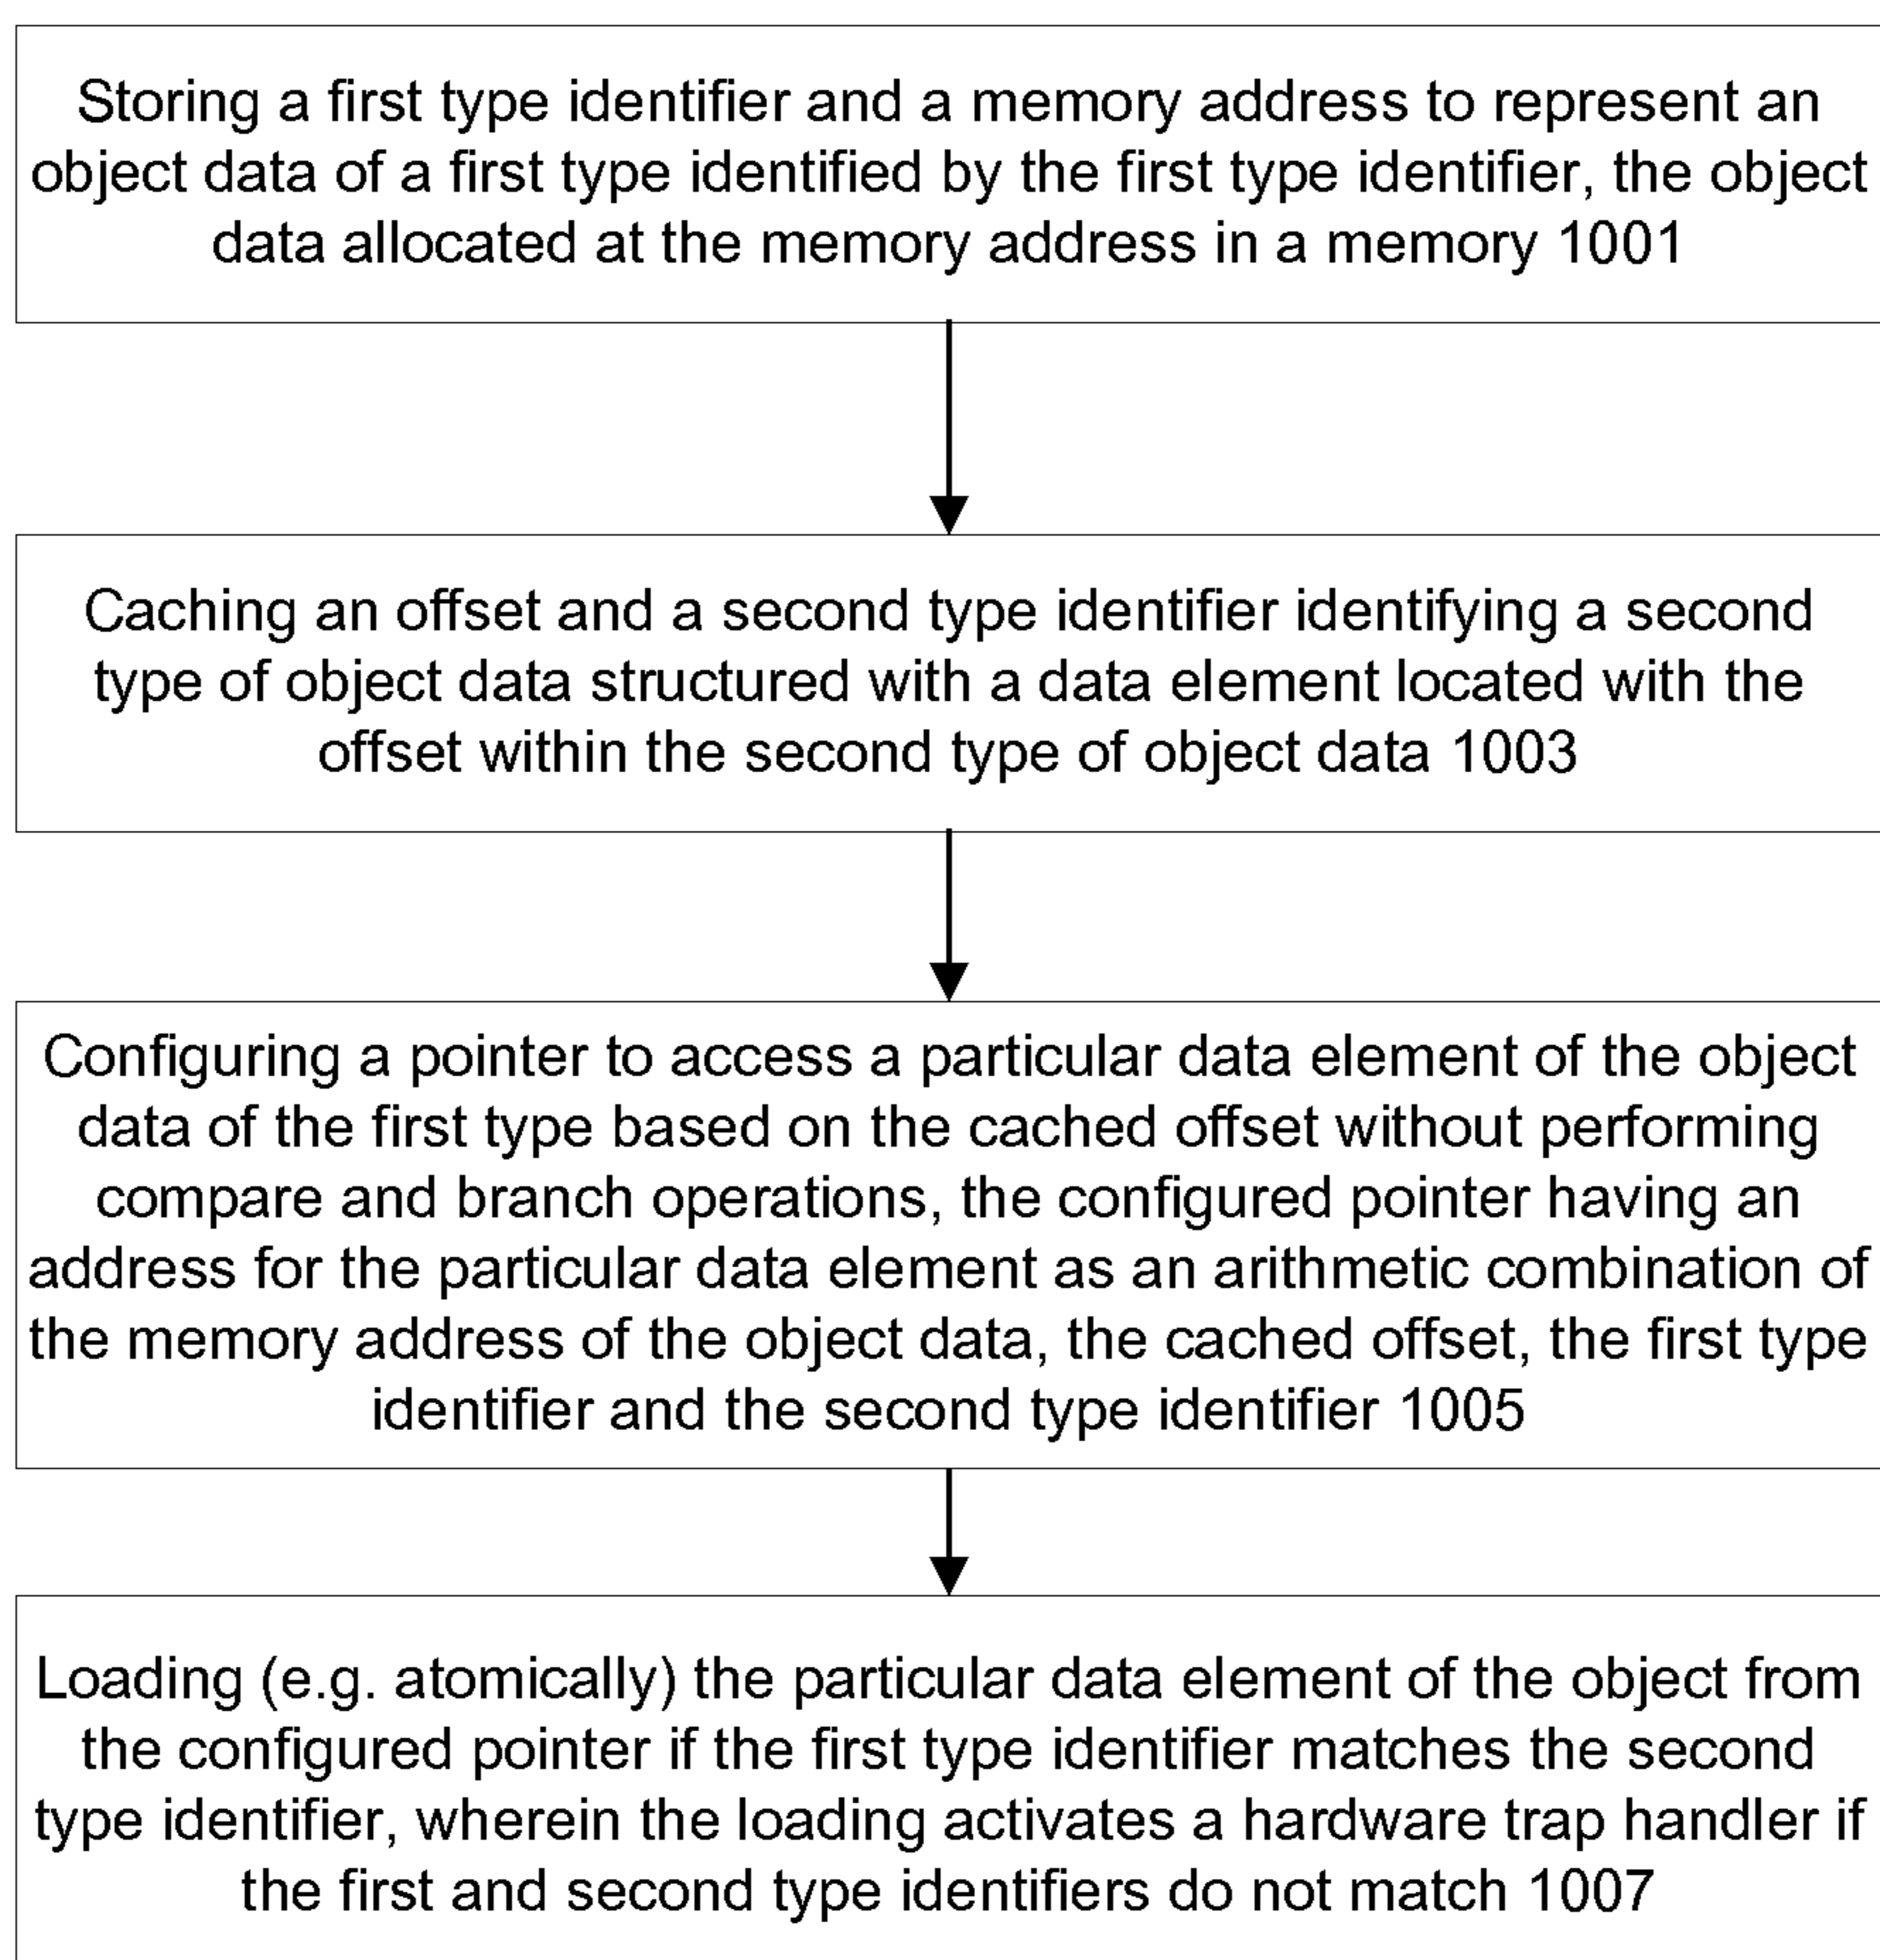 Storing a first type identifier and a memory address to represent an
object data of a first type identified by the first type identifier, the object
data allocated at the memory address in a memory 1001
Caching an offset and a second type identifier identifying a second
type of object data structured with a data element located with the
offset within the second type of object data 1003
Configuring a pointer to access a particular data element of the object
data of the first type based on the cached offset without performing
compare and branch operations, the configured pointer having an
address for the particular data element as an arithmetic combination of
the memory address of the object data, the cached offset, the first type
identifier and the second type identifier 1005
Loading (e.g. atomically) the particular data element of the object from
the configured pointer if the first type identifier matches the second
type identifier, wherein the loading activates a hardware trap handler if
the first and second type identifiers do not match 1007